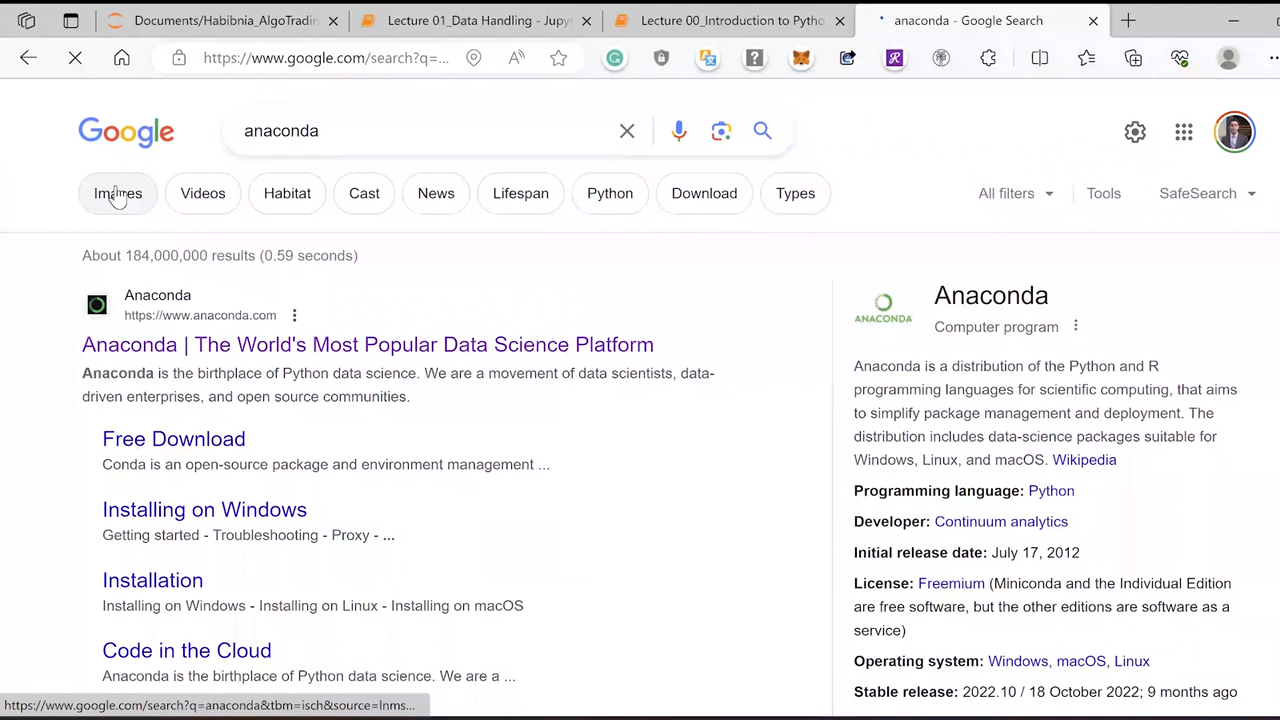 Documents/Habibnia_AlgoTradin
Lecture 01_Data Handling - Jupyt
Lecture 00_Introduction to Pytho
anaconda - Google Search
https://www.google.com/search?q=...
Google
anaconda
Images
Videos
Habitat
Cast
News
Lifespan
Python
Download
Types
All filters
Tools
SafeSearch
About 184,000,000 results (0.59 seconds)
Anaconda
https://www.anaconda.com
Anaconda | The World's Most Popular Data Science Platform
Anaconda is the birthplace of Python data science. We are a movement of data scientists, data-
driven enterprises, and open source communities.
Free Download
Conda is an open-source package and environment management ...
Installing on Windows
Getting started - Troubleshooting - Proxy - ...
Installation
Installing on Windows - Installing on Linux - Installing on macOS
Code in the Cloud
Anaconda is the birthplace of Python data science. We are a ...
Anaconda
Computer program
ANACONDA
Anaconda is a distribution of the Python and R
programming languages for scientific computing, that aims
to simplify package management and deployment. The
distribution includes data-science packages suitable for
Windows, Linux, and macOS. Wikipedia
Programming language: Python
Developer: Continuum analytics
Initial release date: July 17, 2012
License: Freemium (Miniconda and the Individual Edition
are free software, but the other editions are software as a
service)
Operating system: Windows, macOS, Linux
Stable release: 2022.10 / 18 October 2022; 9 months ago
https://www.google.com/search?q=anaconda&tbm=isch&source=lnms...